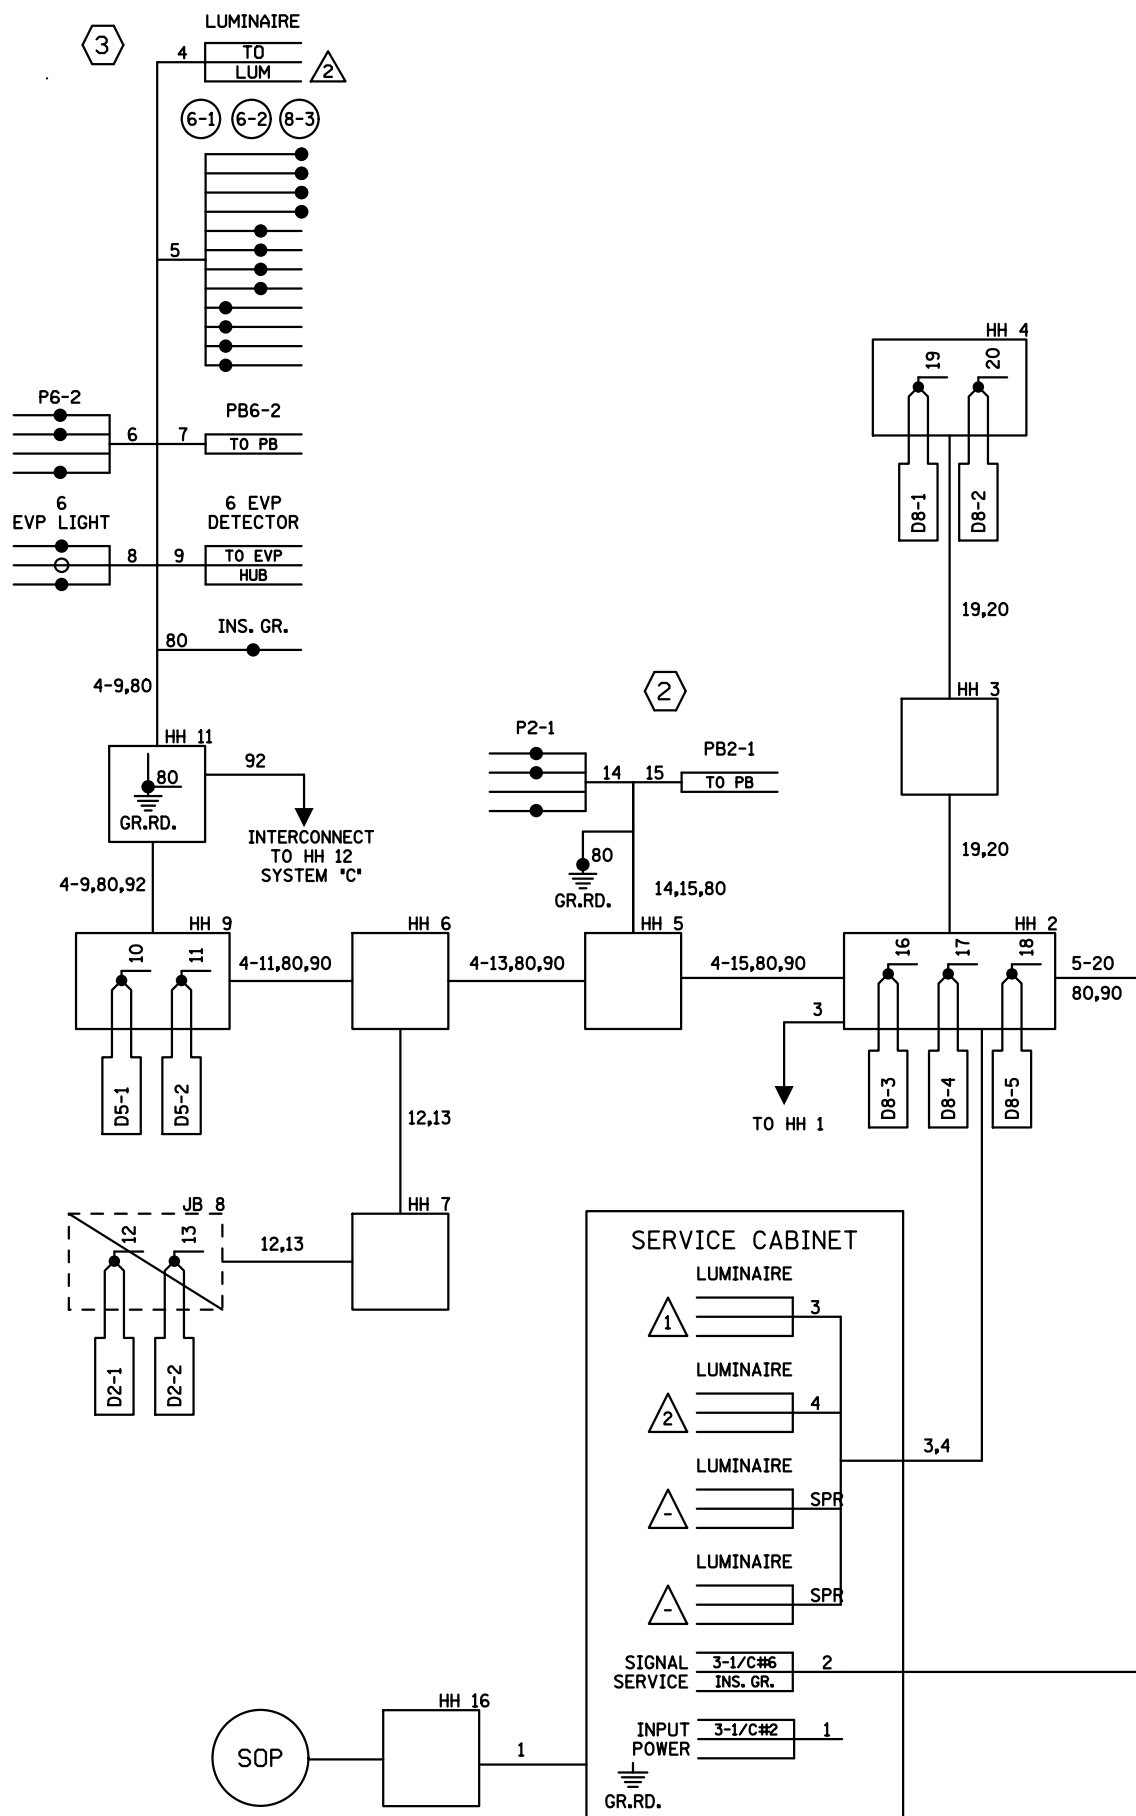 3
LUMINAIRE
4
TO
LUM
2
6-1
6-2
8-3
5
P6-2
6
7
PB6-2
TO PB
6
EVP LIGHT
8
9
6 EVP
DETECTOR
TO EVP
HUB
80
INS. GR.
4-9,80
HH 11
80
GR.RD.
92
INTERCONNECT
TO HH 12
SYSTEM "C"
4-9,80,92
HH 9
10
11
D5-1
D5-2
4-11,80,90
HH 6
4-13,80,90
12,13
HH 7
12,13
JB 8
12
13
D2-1
D2-2
2
P2-1
14
15
PB2-1
TO PB
80
GR.RD.
14,15,80
HH 5
4-15,80,90
HH 4
19
20
D8-1
D8-2
19,20
HH 3
19,20
HH 2
16
17
18
D8-3
D8-4
D8-5
5-20
80,90
3
TO HH 1
SERVICE CABINET
LUMINAIRE
1
3
LUMINAIRE
2
4
3,4
LUMINAIRE
-
SPR
LUMINAIRE
-
SPR
SIGNAL
SERVICE
3-1/C#6
INS. GR.
2
INPUT
POWER
3-1/C#2
1
GR.RD.
SOP
HH 16
1